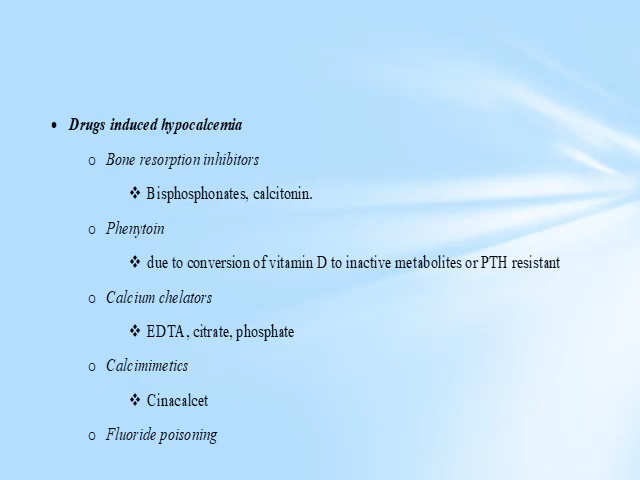 • Drugs induced hypocalcemia
o Bone resorption inhibitors
❖ Bisphosphonates, calcitonin.
o Phenytoin
❖ due to conversion of vitamin D to inactive metabolites or PTH resistant
o Calcium chelators
❖ EDTA, citrate, phosphate
o Calcimimetics
❖ Cinacalcet
o Fluoride poisoning